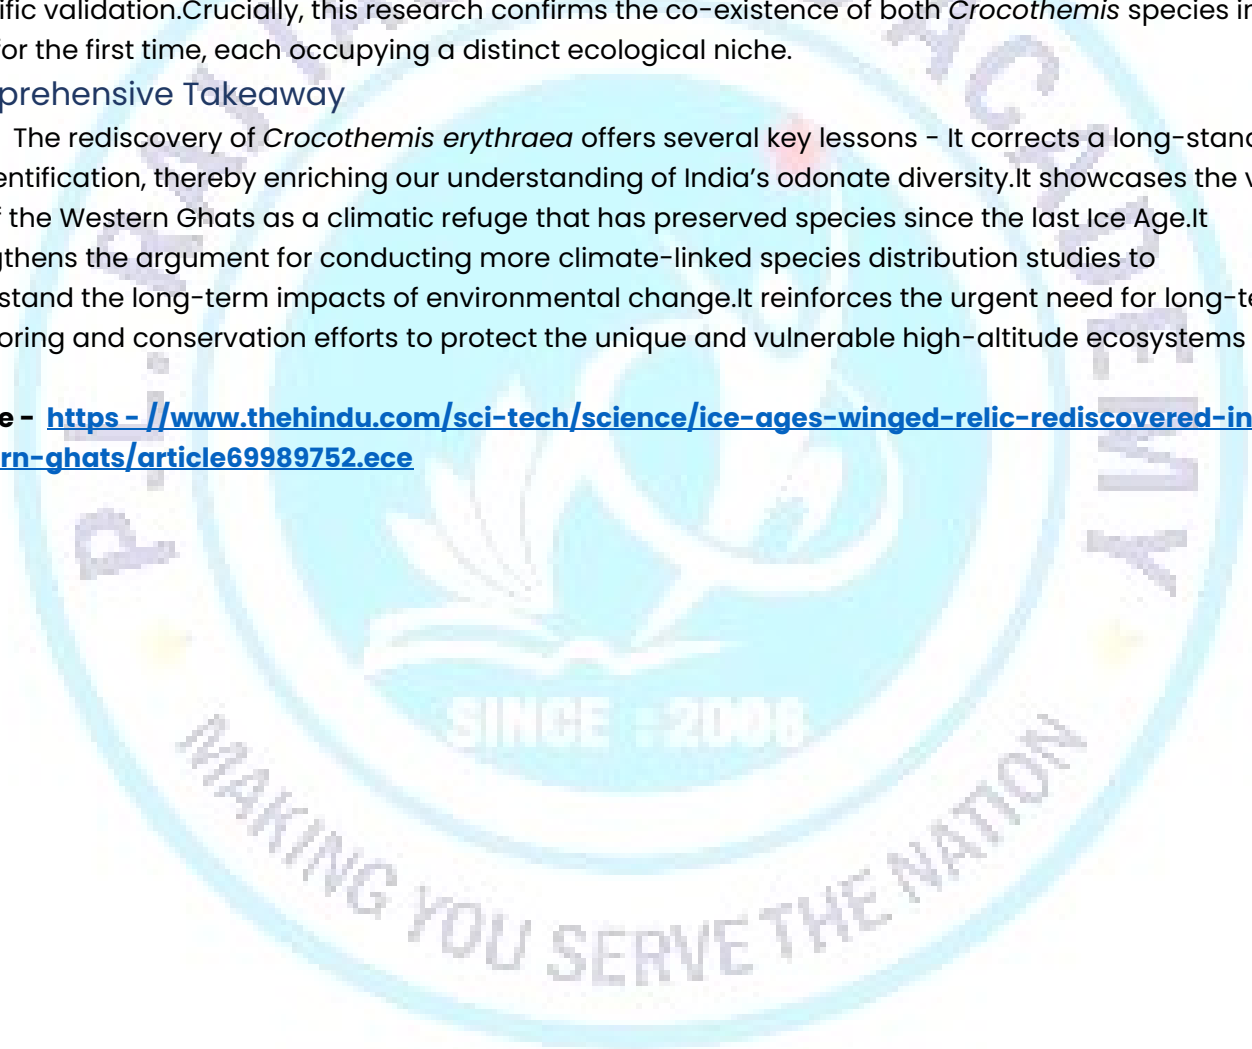 ific validation.Crucially, this research confirms the co-existence of both Crocothemis species in
for the first time, each occupying a distinct ecological niche.
prehensive Takeaway
The rediscovery of Crocothemis erythraea offers several key lessons - It corrects a long-stand
entification, thereby enriching our understanding of India's odonate diversity.It showcases the v
f the Western Ghats as a climatic refuge that has preserved species since the last Ice Age.It
gthens the argument for conducting more climate-linked species distribution studies to
stand the long-term impacts of environmental change.It reinforces the urgent need for long-te
oring and conservation efforts to protect the unique and vulnerable high-altitude ecosystems
e - https - //www.thehindu.com/sci-tech/science/ice-ages-winged-relic-rediscovered-in
rn-ghats/article69989752.ece
ACADEMY
SINCE :2008
MAKING YOU SERVE THE NATION